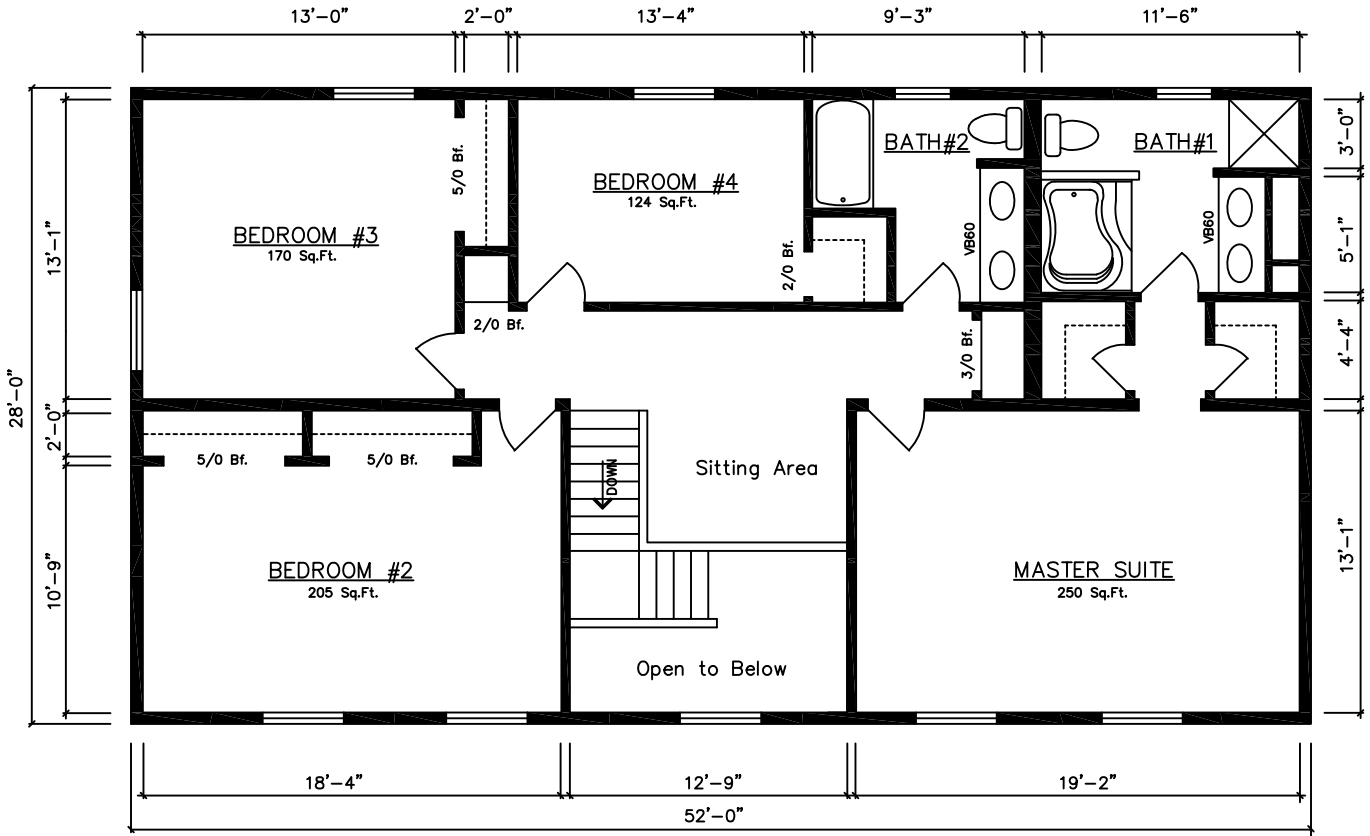 13'-0"
2'-0"
13'-4"
9'-3"
11'-6"
BEDROOM #3
170 Sq.Ft.
5/0 Bf.
BEDROOM #4
124 Sq.Ft.
2/0 Bf.
BATH#2
VB60
BATH#1
VB60
3'-0"
5'-1"
4'-4"
13'-1"
28'-0"
13'-1"
2'-0"
10'-9"
2/0 Bf.
3/0 Bf.
5/0 Bf.
5/0 Bf.
DOWN
Sitting Area
BEDROOM #2
205 Sq.Ft.
MASTER SUITE
250 Sq.Ft.
Open to Below
18'-4"
12'-9"
19'-2"
52'-0"